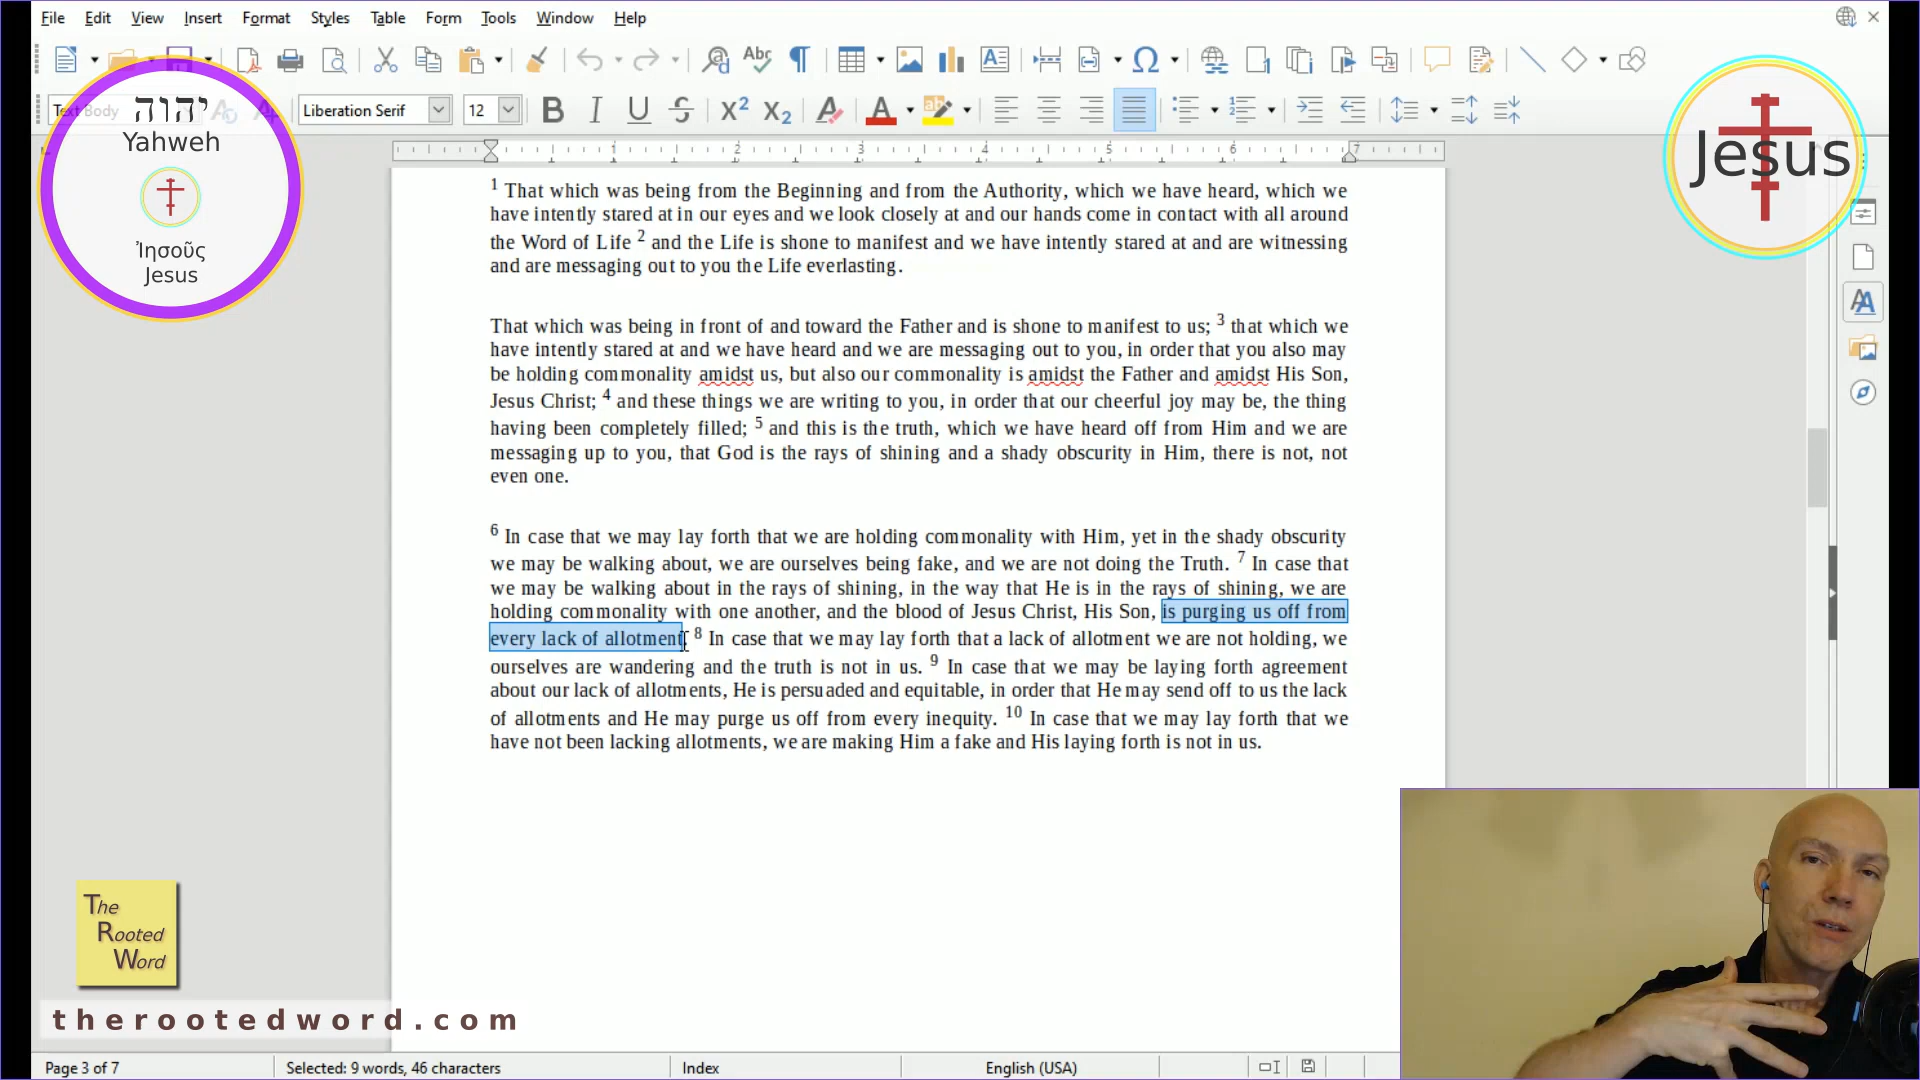 File Edit View Insert Format Styles Table Form Tools Window Help
Text Body Liberation Serif 12
יהוה
Yahweh
Ἰησοῦς
Jesus
Jesus
1 2 3 4 5 6 7
1 That which was being from the Beginning and from the Authority, which we have heard, which we
have intently stared at in our eyes and we look closely at and our hands come in contact with all around
the Word of Life 2 and the Life is shone to manifest and we have intently stared at and are witnessing
and are messaging out to you the Life everlasting.
That which was being in front of and toward the Father and is shone to manifest to us; 3 that which we
have intently stared at and we have heard and we are messaging out to you, in order that you also may
be holding commonality amidst us, but also our commonality is amidst the Father and amidst His Son,
Jesus Christ; 4 and these things we are writing to you, in order that our cheerful joy may be, the thing
having been completely filled; 5 and this is the truth, which we have heard off from Him and we are
messaging up to you, that God is the rays of shining and a shady obscurity in Him, there is not, not
even one.
6 In case that we may lay forth that we are holding commonality with Him, yet in the shady obscurity
we may be walking about, we are ourselves being fake, and we are not doing the Truth. 7 In case that
we may be walking about in the rays of shining, in the way that He is in the rays of shining, we are
holding commonality with one another, and the blood of Jesus Christ, His Son, is purging us off from
every lack of allotment. 8 In case that we may lay forth that a lack of allotment we are not holding, we
ourselves are wandering and the truth is not in us. 9 In case that we may be laying forth agreement
about our lack of allotments, He is persuaded and equitable, in order that He may send off to us the lack
of allotments and He may purge us off from every inequity. 10 In case that we may lay forth that we
have not been lacking allotments, we are making Him a fake and His laying forth is not in us.
The
Rooted
Word
therootedword.com
Page 3 of 7 Selected: 9 words, 46 characters Index English (USA)